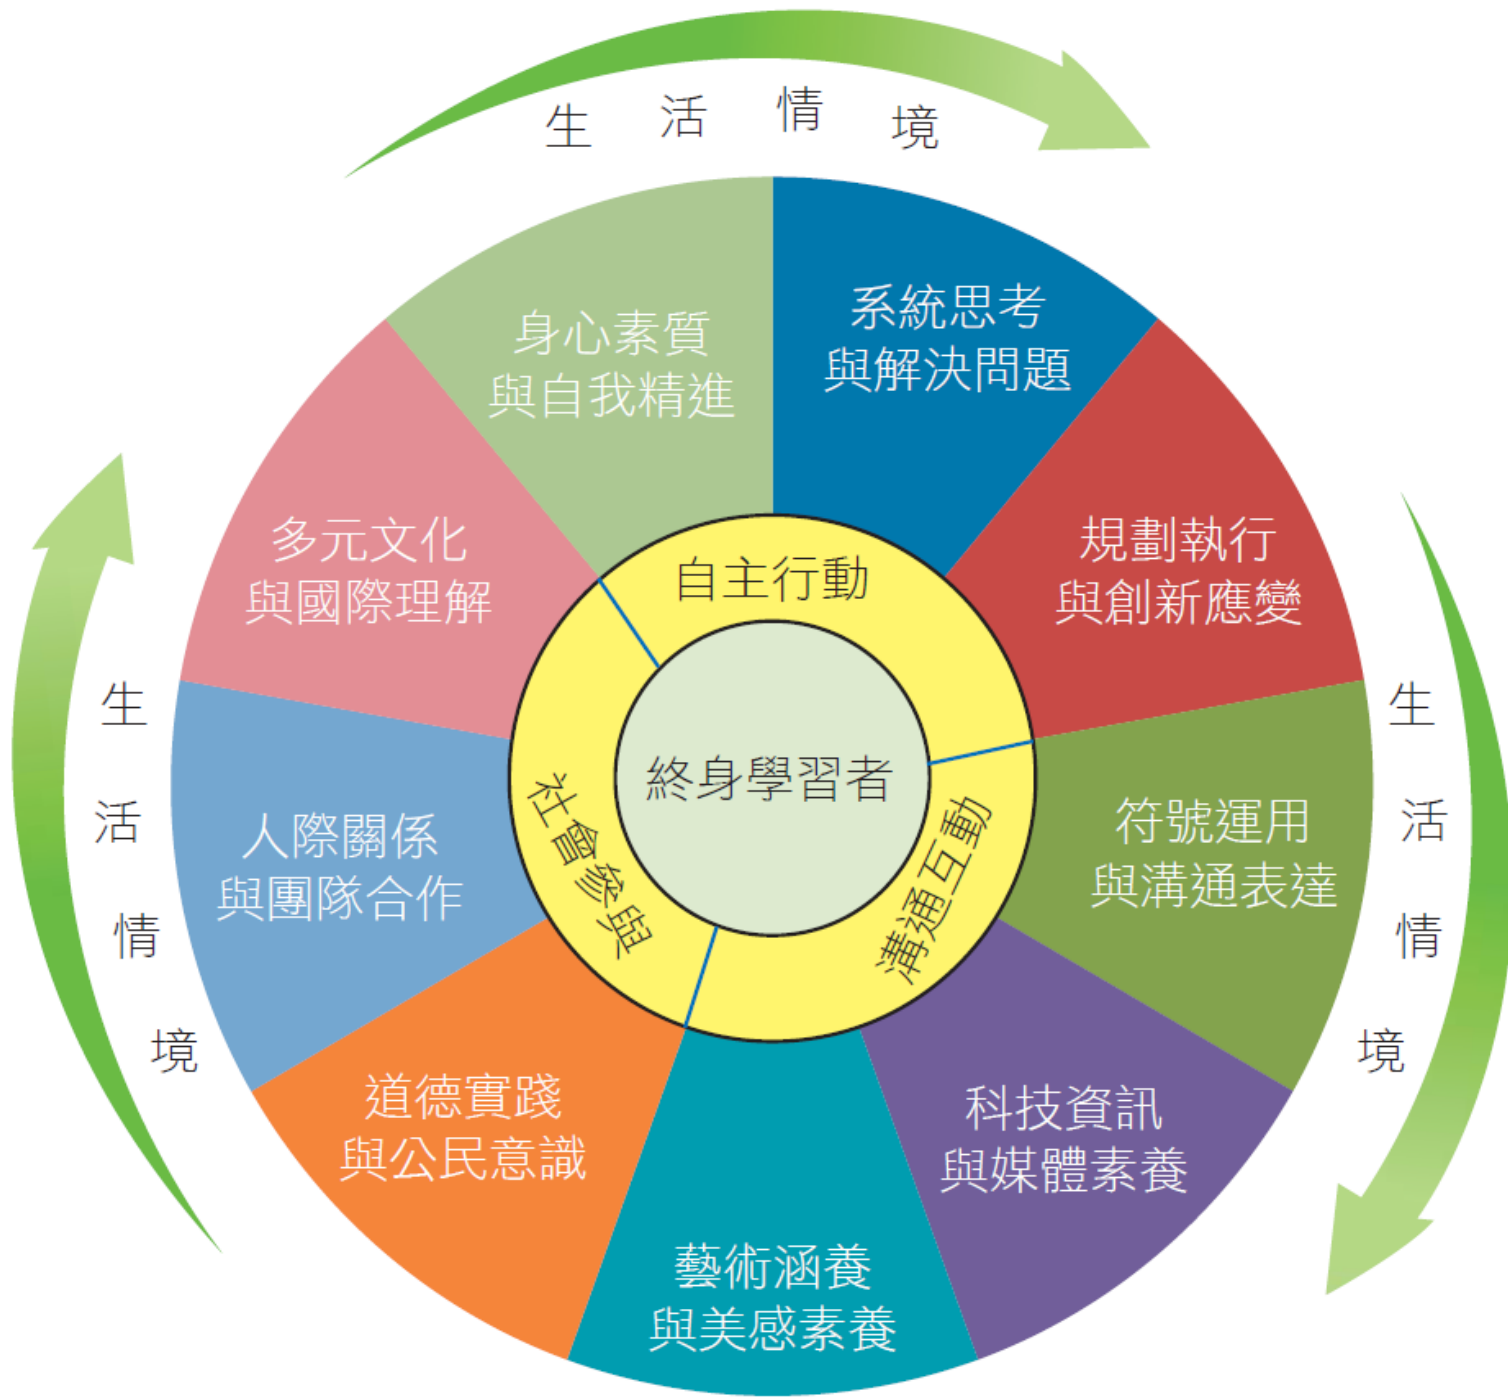 生活情境
系統思考
與解決問題
規劃執行
與創新應變
符號運用
與溝通表達
科技資訊
與媒體素養
藝術涵養
與美感素養
道德實踐
與公民意識
人際關係
與團隊合作
多元文化
與國際理解
身心素質
與自我精進
自主行動
溝通互動
社會參與
終身學習者
生活情境
生活情境